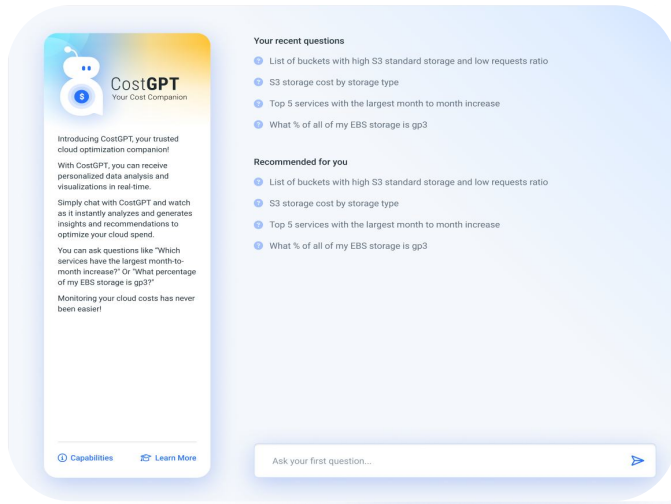 CostGPT
Your Cost Companion
Introducing CostGPT, your trusted
cloud optimization companion!
With CostGPT, you can receive
personalized data analysis and
visualizations in real-time.
Simply chat with CostGPT and watch
as it instantly analyzes and generates
insights and recommendations to
optimize your cloud spend.
You can ask questions like "Which
services have the largest month-to-
month increase?" Or "What percentage
of my EBS storage is gp3?"
Monitoring your cloud costs has never
been easier!
Capabilities
Learn More
Your recent questions
List of buckets with high S3 standard storage and low requests ratio
S3 storage cost by storage type
Top 5 services with the largest month to month increase
What % of all of my EBS storage is gp3
Recommended for you
List of buckets with high S3 standard storage and low requests ratio
S3 storage cost by storage type
Top 5 services with the largest month to month increase
What % of all of my EBS storage is gp3
Ask your first question...